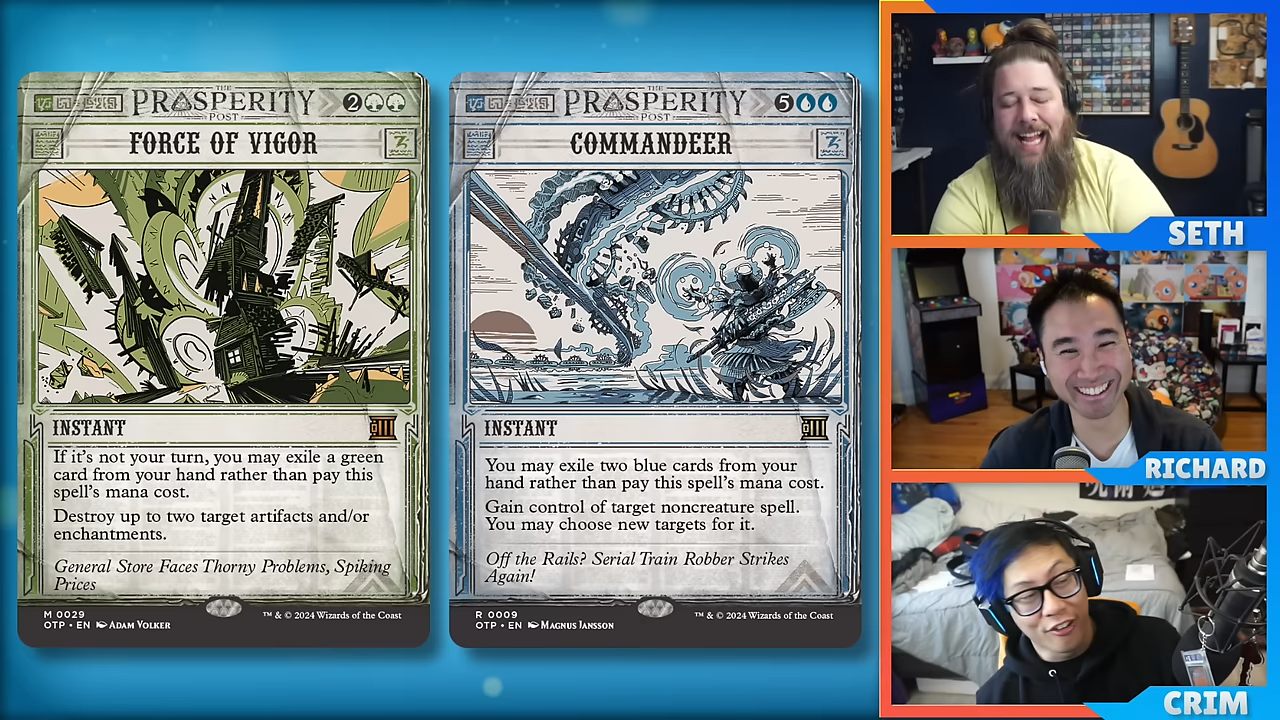 THE
PROSPERITY
POST
2
FORCE OF VIGOR
INSTANT
If it's not your turn, you may exile a green
card from your hand rather than pay this
spell's mana cost.
Destroy up to two target artifacts and/or
enchantments.
General Store Faces Thorny Problems, Spiking
Prices
M 0029
OTP • EN ADAM VOLKER
™ & © 2024 Wizards of the Coast
THE
PROSPERITY
POST
5
COMMANDEER
INSTANT
You may exile two blue cards from your
hand rather than pay this spell's mana cost.
Gain control of target noncreature spell.
You may choose new targets for it.
Off the Rails? Serial Train Robber Strikes
Again!
R 0009
OTP • EN MAGNUS JANSSON
™ & © 2024 Wizards of the Coast
SETH
RICHARD
CRIM